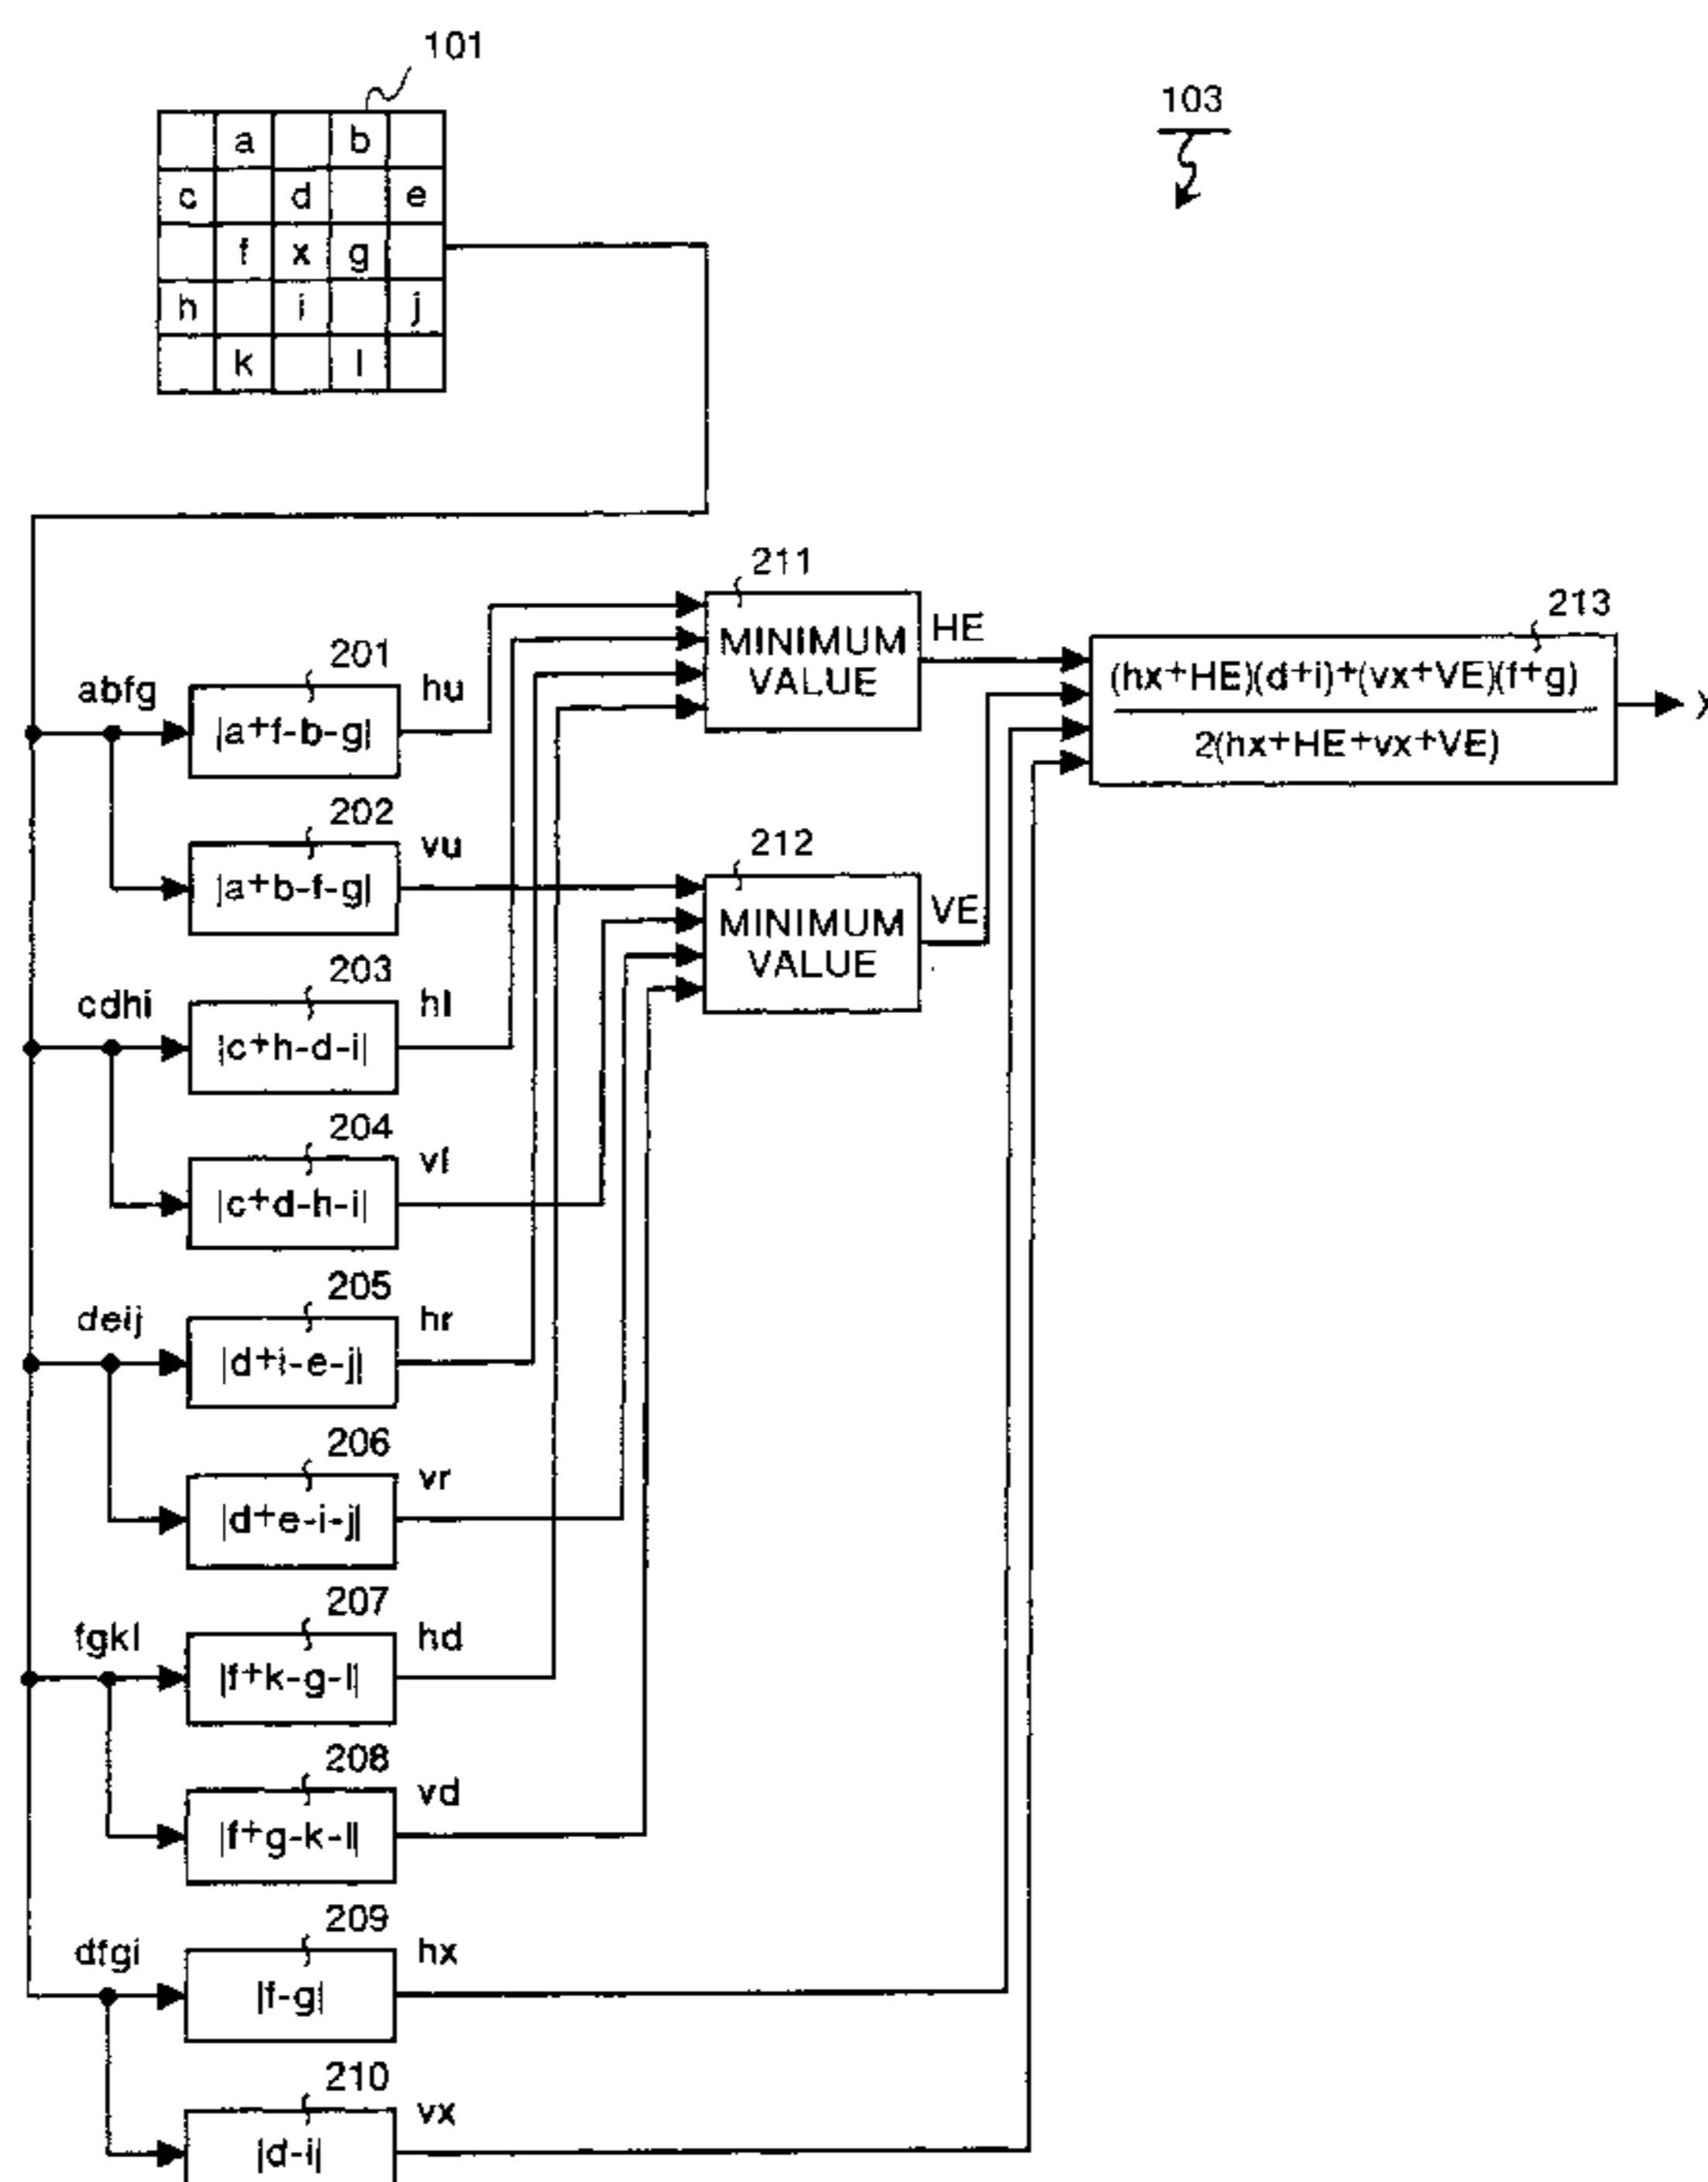 101
103
a b
c d e
f x g
h i j
k l
211
MINIMUM
VALUE
HE
213
(hx+HE)(d+i)+(vx+VE)(f+g)
2(hx+HE+vx+VE)
201
abfg
|a+f-b-g|
hu
202
|a+b-f-g|
vu
212
MINIMUM
VALUE
VE
203
cdhi
|c+h-d-i|
hl
204
|c+d-h-i|
vl
205
deij
|d+i-e-j|
hr
206
|d+e-i-j|
vr
207
fgkl
|f+k-g-l|
hd
208
|f+g-k-l|
vd
209
dfgi
|f-g|
hx
210
|d-i|
vx